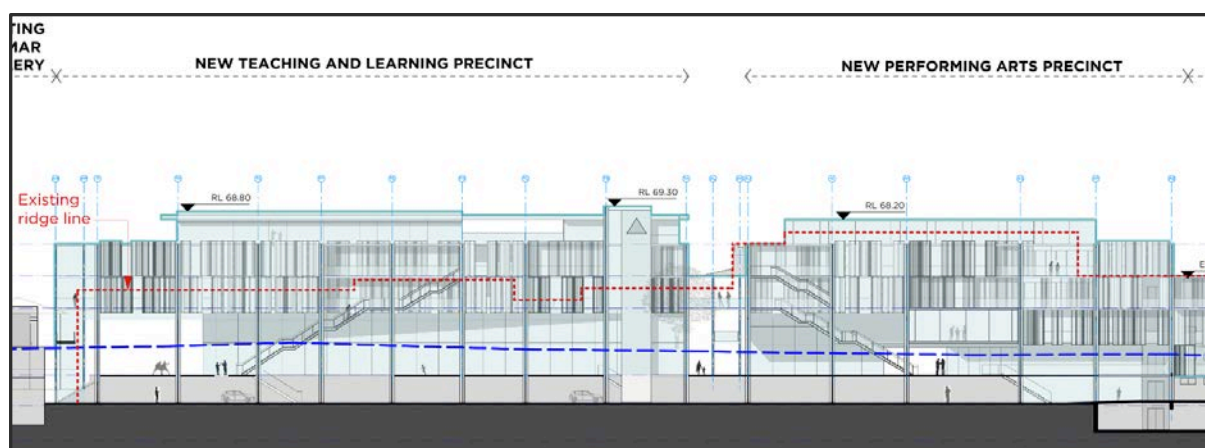 TING
MAR
ERY
NEW TEACHING AND LEARNING PRECINCT
NEW PERFORMING ARTS PRECINCT
Existing
ridge line
RL 68.80
RL 69.30
RL 68.20
E